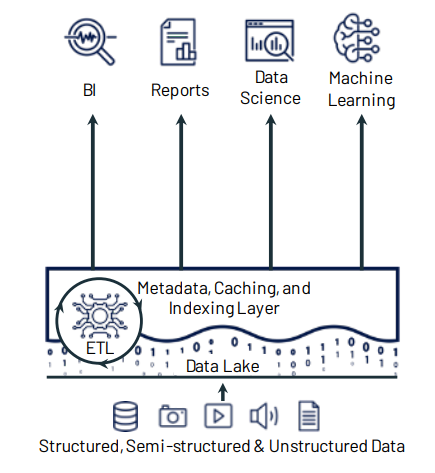 BI
Reports
Data
Science
Machine
Learning
Metadata, Caching, and
Indexing Layer
ETL
Data Lake
Structured, Semi-structured & Unstructured Data